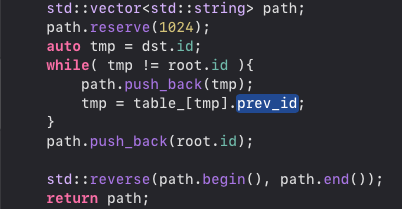 std::vector<std::string> path;
path.reserve(1024);
auto tmp = dst.id;
while( tmp != root.id ){
    path.push_back(tmp);
    tmp = table_[tmp].prev_id;
}
path.push_back(root.id);

std::reverse(path.begin(), path.end());
return path;